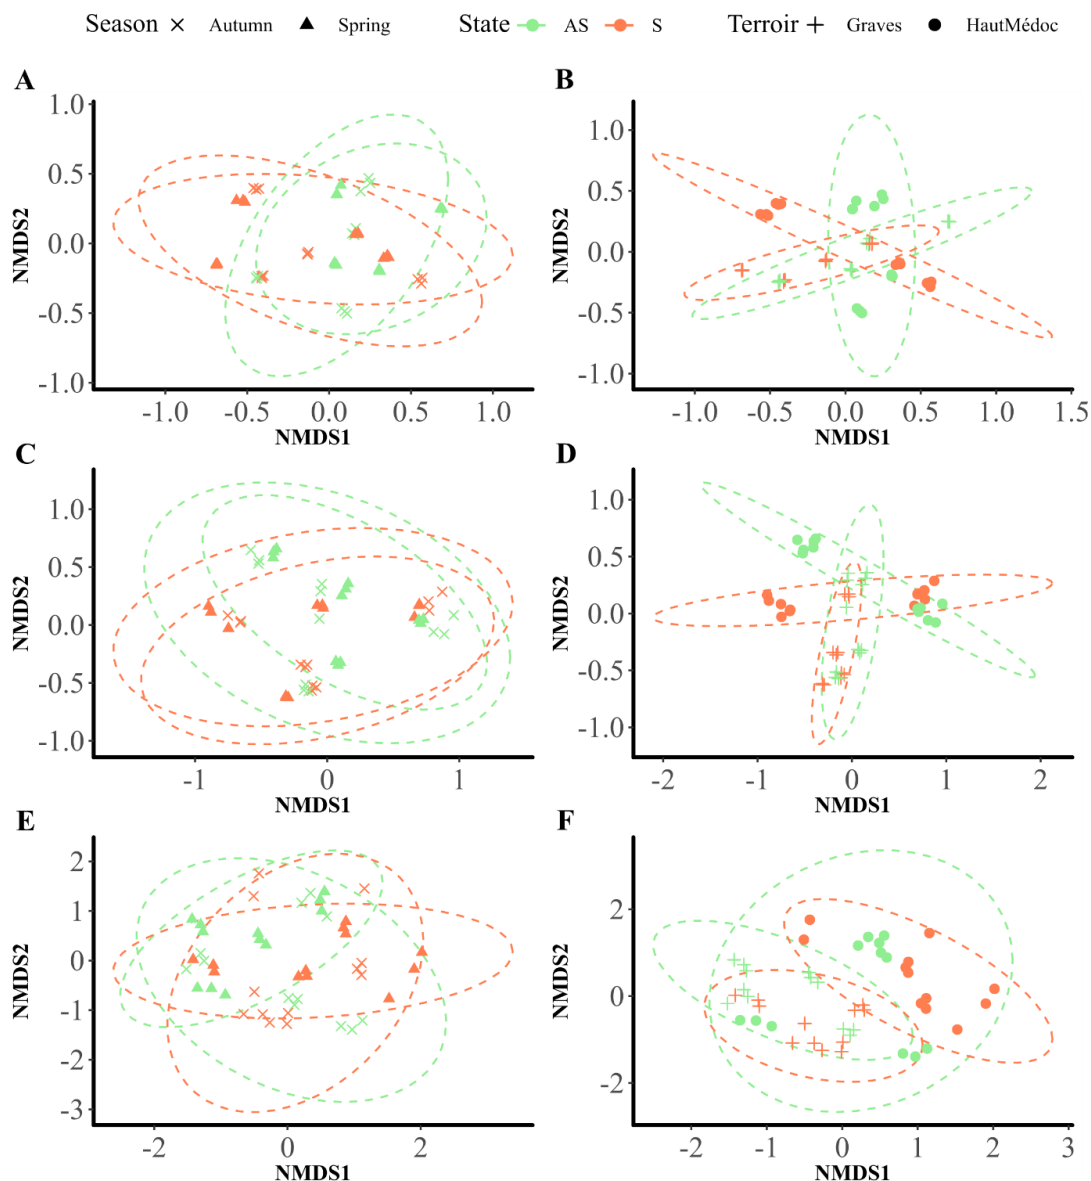 Season Autumn Spring State AS S Terroir Graves HautMédoc
A B
1.0
0.5
0.0
-0.5
-1.0
NMDS2
-1.0 -0.5 0.0 0.5 1.0
NMDS1
1.0
0.5
0.0
-0.5
-1.0
NMDS2
-1.0 -0.5 0.0 0.5 1.0 1.5
NMDS1
C D
1.0
0.5
0.0
-0.5
-1.0
NMDS2
-1 0 1
NMDS1
1.0
0.5
0.0
-0.5
-1.0
NMDS2
-2 -1 0 1 2
NMDS1
E F
2
1
0
-1
-2
-3
NMDS2
-2 0 2
NMDS1
2
0
-2
NMDS2
-2 -1 0 1 2 3
NMDS1